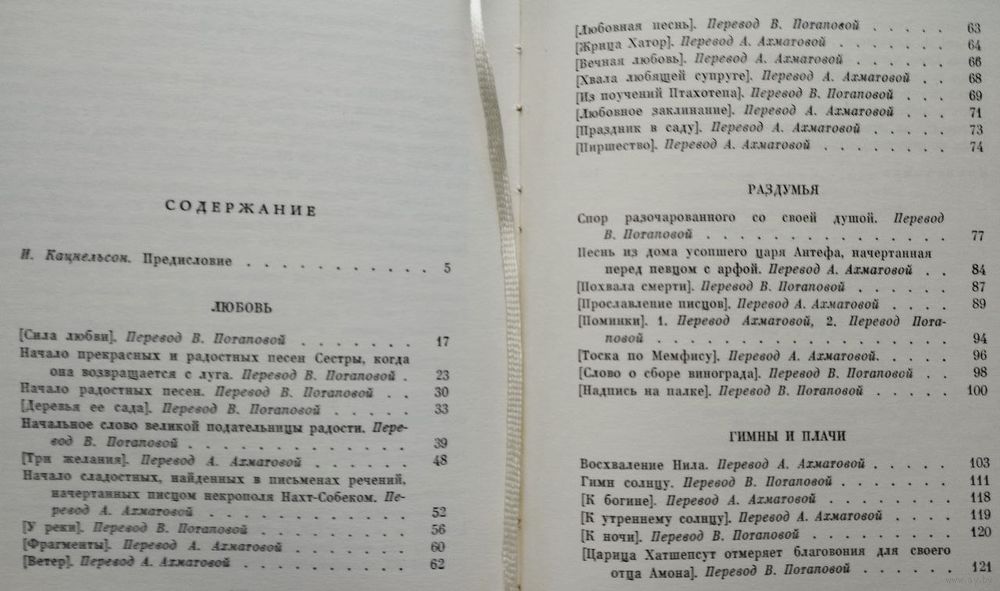 СОДЕРЖАНИЕ
И. Кацнельсон. Предисловие . . . . . . . . . . . 5
ЛЮБОВЬ
[Сила любви]. Перевод В. Потаповой . . . . . . . 17
Начало прекрасных и радостных песен Сестры, когда
она возвращается с луга. Перевод В. Потаповой . 23
Начало радостных песен. Перевод В. Потаповой . . 30
[Деревья ее сада]. Перевод В. Потаповой . . . . . 33
Начальное слово великой подательницы радости. Пере-
вод В. Потаповой . . . . . . . . . . . . 39
[Три желания]. Перевод А. Ахматовой . . . . . . 48
Начало сладостных, найденных в письменах речений,
начертанных писцом некрополя Нахт-Собеком. Пе-
ревод А. Ахматовой . . . . . . . . . . . 52
[У реки]. Перевод В. Потаповой . . . . . . . . . 56
[Фрагменты]. Перевод А. Ахматовой . . . . . . . 60
[Ветер]. Перевод А. Ахматовой . . . . . . . . . 62
[Любовная песнь]. Перевод В. Потаповой . . . . . 63
[Жрица Хатор]. Перевод А. Ахматовой . . . . . . . 64
[Вечная любовь]. Перевод А. Ахматовой . . . . . . 66
[Хвала любящей супруге]. Перевод А. Ахматовой . . 68
[Из поучений Птахотепа]. Перевод В. Потаповой . . . 69
[Любовное заклинание]. Перевод А. Ахматовой . . . . 71
[Праздник в саду]. Перевод А. Ахматовой . . . . . 73
[Пиршество]. Перевод А. Ахматовой . . . . . . . . 74
РАЗДУМЬЯ
Спор разочарованного со своей душой. Перевод
В. Потаповой . . . . . . . . . . . . . . 77
Песнь из дома усопшего царя Антефа, начертанная
перед певцом с арфой. Перевод А. Ахматовой . . 84
[Похвала смерти]. Перевод В. Потаповой . . . . . . 87
[Прославление писцов]. Перевод А. Ахматовой . . . . 89
[Поминки]. 1. Перевод Ахматовой, 2. Перевод Пота-
повой . . . . . . . . . . . . . . . . 94
[Тоска по Мемфису]. Перевод А. Ахматовой. . . . . 96
[Слово о сборе винограда]. Перевод В. Потаповой . . 98
[Надпись на палке]. Перевод В. Потаповой . . . . . 100
ГИМНЫ И ПЛАЧИ
Восхваление Нила. Перевод А. Ахматовой . . . . . 103
Гимн солнцу. Перевод В. Потаповой . . . . . . . 111
[К богине]. Перевод А. Ахматовой . . . . . . . . 118
[К утреннему солнцу]. Перевод А. Ахматовой . . . . 119
[К ночи]. Перевод В. Потаповой . . . . . . . . . 120
[Царица Хатшепсут отмеряет благовония для своего
отца Амона]. Перевод В. Потаповой . . . . . . 121
www.ay.by